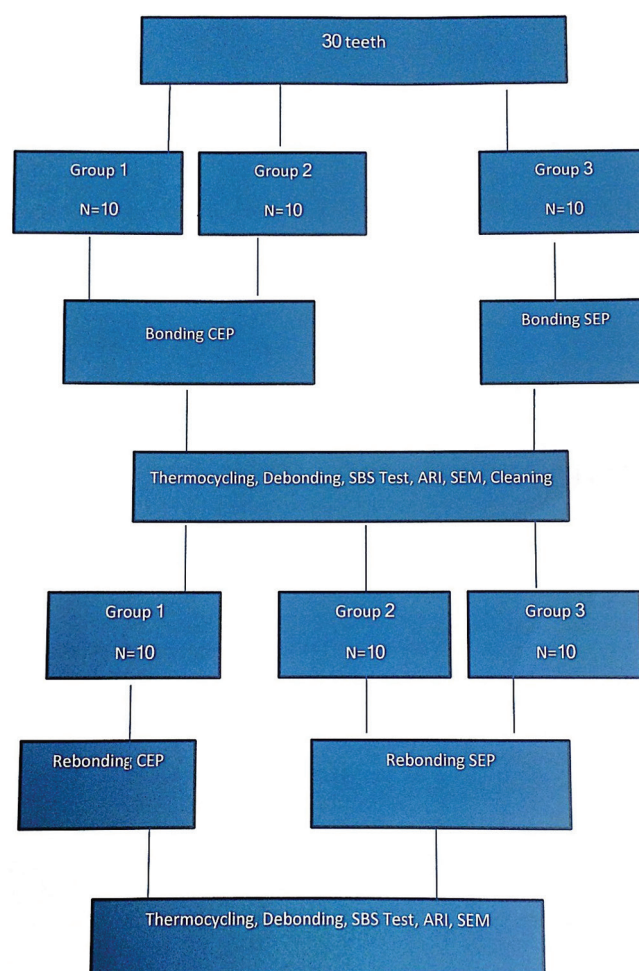 30 teeth
Group 1
N=10
Group 2
N=10
Group 3
N=10
Bonding CEP
Bonding SEP
Thermocycling, Debonding, SBS Test, ARI, SEM, Cleaning
Group 1
N=10
Group 2
N=10
Group 3
N=10
Rebonding CEP
Rebonding SEP
Thermocycling, Debonding, SBS Test, ARI, SEM